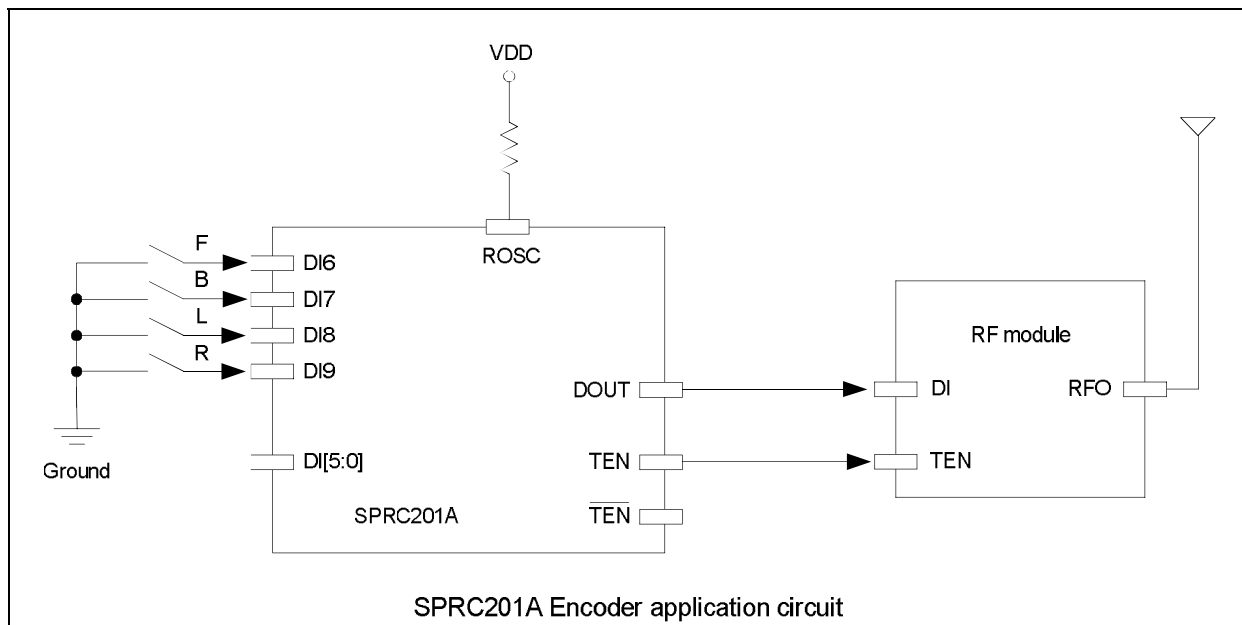 VDD
ROSC
F
DI6
B
DI7
L
DI8
R
DI9
Ground
DI[5:0]
SPRC201A
DOUT
TEN
TEN
RF module
DI
RFO
TEN
SPRC201A Encoder application circuit